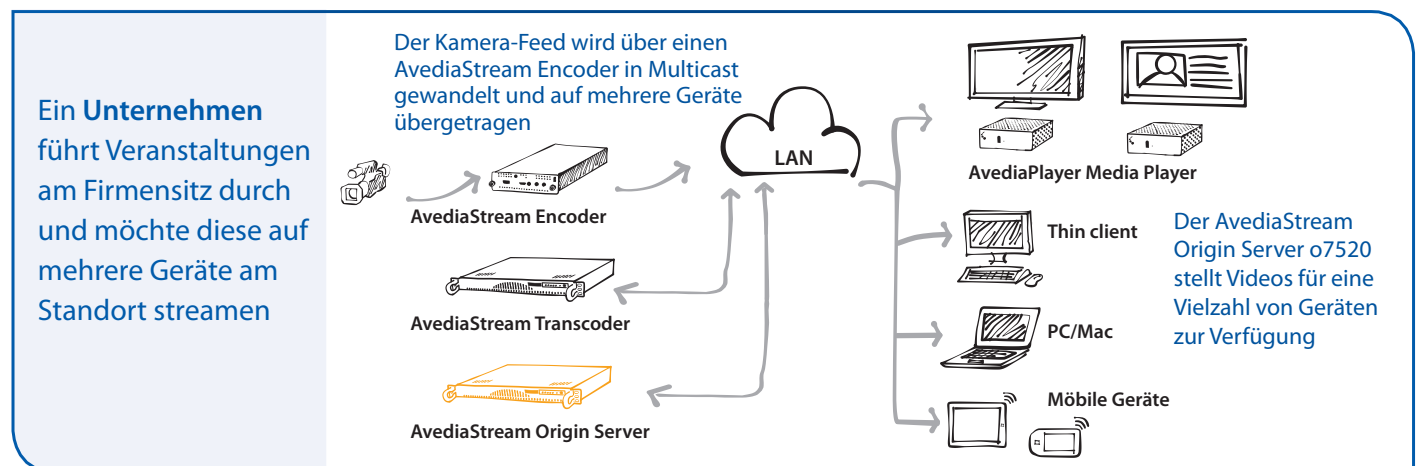 Ein Unternehmen
führt Veranstaltungen
am Firmensitz durch
und möchte diese auf
mehrere Geräte am
Standort streamen
Der Kamera-Feed wird über einen
AvediaStream Encoder in Multicast
gewandelt und auf mehrere Geräte
übergetragen
AvediaStream Encoder
AvediaStream Transcoder
AvediaStream Origin Server
LAN
AvediaPlayer Media Player
Thin client
PC/Mac
Möbile Geräte
Der AvediaStream
Origin Server o7520
stellt Videos für eine
Vielzahl von Geräten
zur Verfügung